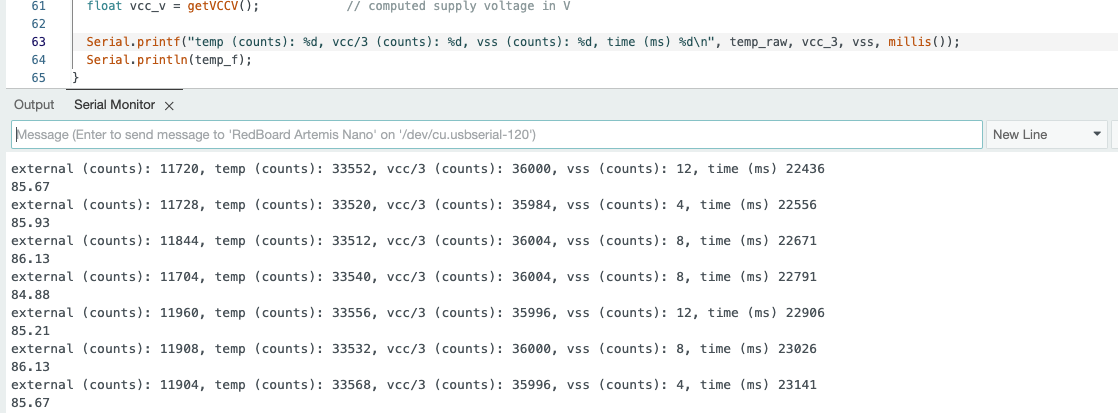 61 float vcc_v = getVCCV(); // computed supply voltage in V
62
63 Serial.printf("temp (counts): %d, vcc/3 (counts): %d, vss (counts): %d, time (ms) %d\n", temp_raw, vcc_3, vss, millis());
64 Serial.println(temp_f);
65 }
Output Serial Monitor ×
Message (Enter to send message to 'RedBoard Artemis Nano' on '/dev/cu.usbserial-120') New Line
external (counts): 11720, temp (counts): 33552, vcc/3 (counts): 36000, vss (counts): 12, time (ms) 22436
85.67
external (counts): 11728, temp (counts): 33520, vcc/3 (counts): 35984, vss (counts): 4, time (ms) 22556
85.93
external (counts): 11844, temp (counts): 33512, vcc/3 (counts): 36004, vss (counts): 8, time (ms) 22671
86.13
external (counts): 11704, temp (counts): 33540, vcc/3 (counts): 36004, vss (counts): 8, time (ms) 22791
84.88
external (counts): 11960, temp (counts): 33556, vcc/3 (counts): 35996, vss (counts): 12, time (ms) 22906
85.21
external (counts): 11908, temp (counts): 33532, vcc/3 (counts): 36000, vss (counts): 8, time (ms) 23026
86.13
external (counts): 11904, temp (counts): 33568, vcc/3 (counts): 35996, vss (counts): 4, time (ms) 23141
85.67